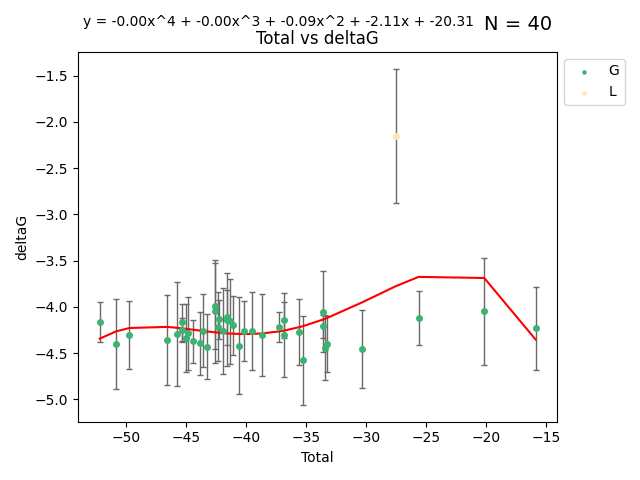 y = -0.00x^4 + -0.00x^3 + -0.09x^2 + -2.11x + -20.31 N = 40
Total vs deltaG
G
L
deltaG
−1.5
−2.0
−2.5
−3.0
−3.5
−4.0
−4.5
−5.0
−50 −45 −40 −35 −30 −25 −20 −15
Total